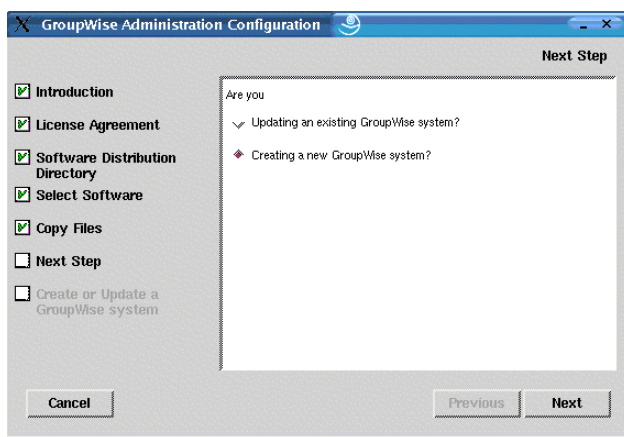 GroupWise Administration Configuration
Next Step
Introduction
License Agreement
Software Distribution
Directory
Select Software
Copy Files
Next Step
Create or Update a
GroupWise system
Are you
Updating an existing GroupWise system?
Creating a new GroupWise system?
Cancel
Previous
Next